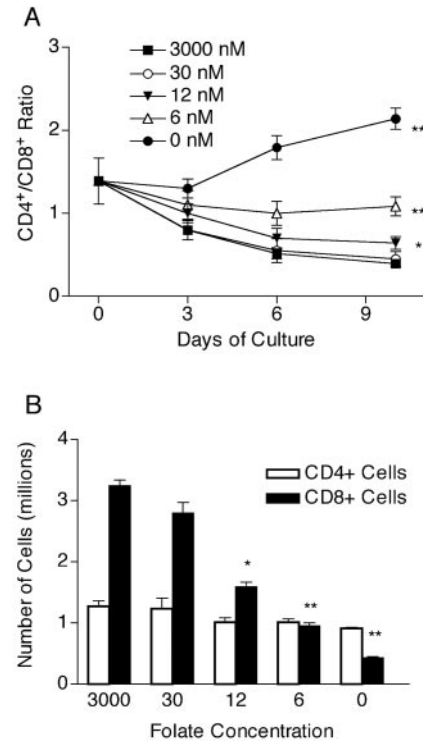 A
3000 nM
30 nM
12 nM
6 nM
0 nM
CD4+/CD8+ Ratio
3
2
1
0
**
**
*
0 3 6 9
Days of Culture
B
CD4+ Cells
CD8+ Cells
Number of Cells (millions)
4
3
2
1
0
*
**
**
3000 30 12 6 0
Folate Concentration